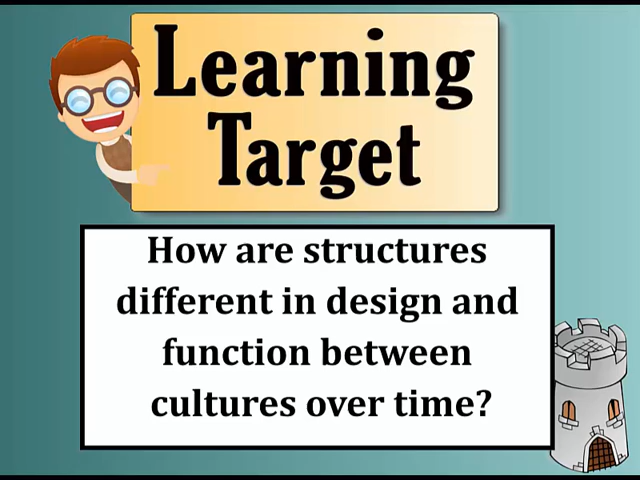 Learning
Target
How are structures
different in design and
function between
cultures over time?